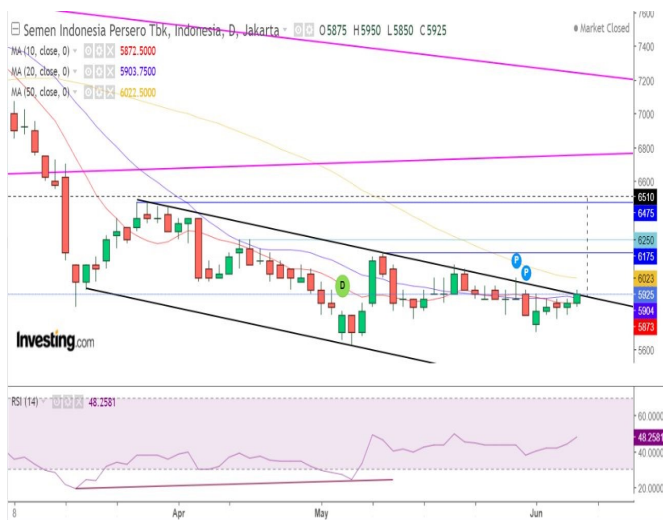 Semen Indonesia Persero Tbk, Indonesia, D, Jakarta O5875 H5950 L5850 C5925
Market Closed
MA (10, close, 0) 5872.5000
MA (20, close, 0) 5903.7500
MA (50, close, 0) 6022.5000
7600
7400
7200
7000
6800
6600
6510
6475
6250
6175
6023
5925
5904
5873
5600
P
P
D
Investing.com
RSI (14) 48.2581
60.0000
48.2581
40.0000
20.0000
8 Apr May Jun